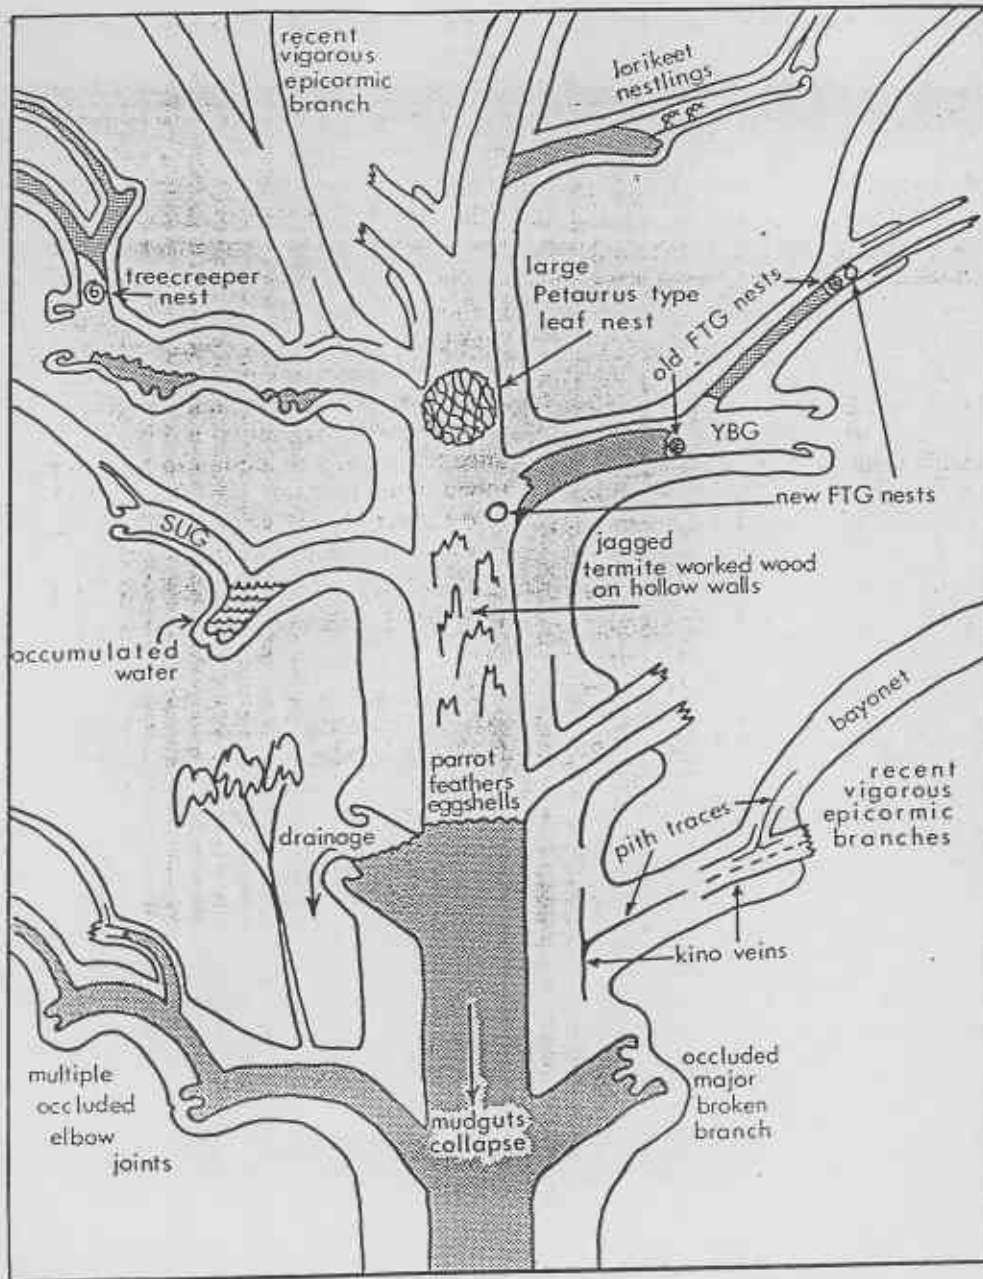 recent
vigorous
epicormic
branch
lorikeet
nestlings
treecreeper
nest
large
Petaurus type
leaf nest
old FTG nests
YBG
new FTG nests
SUG
jagged
termite worked wood
on hollow walls
accumulated
water
bayonet
parrot
feathers
eggshells
recent
vigorous
epicormic
branches
drainage
pith traces
kino veins
multiple
occluded
elbow
joints
mudguts
collapse
occluded
major
broken
branch